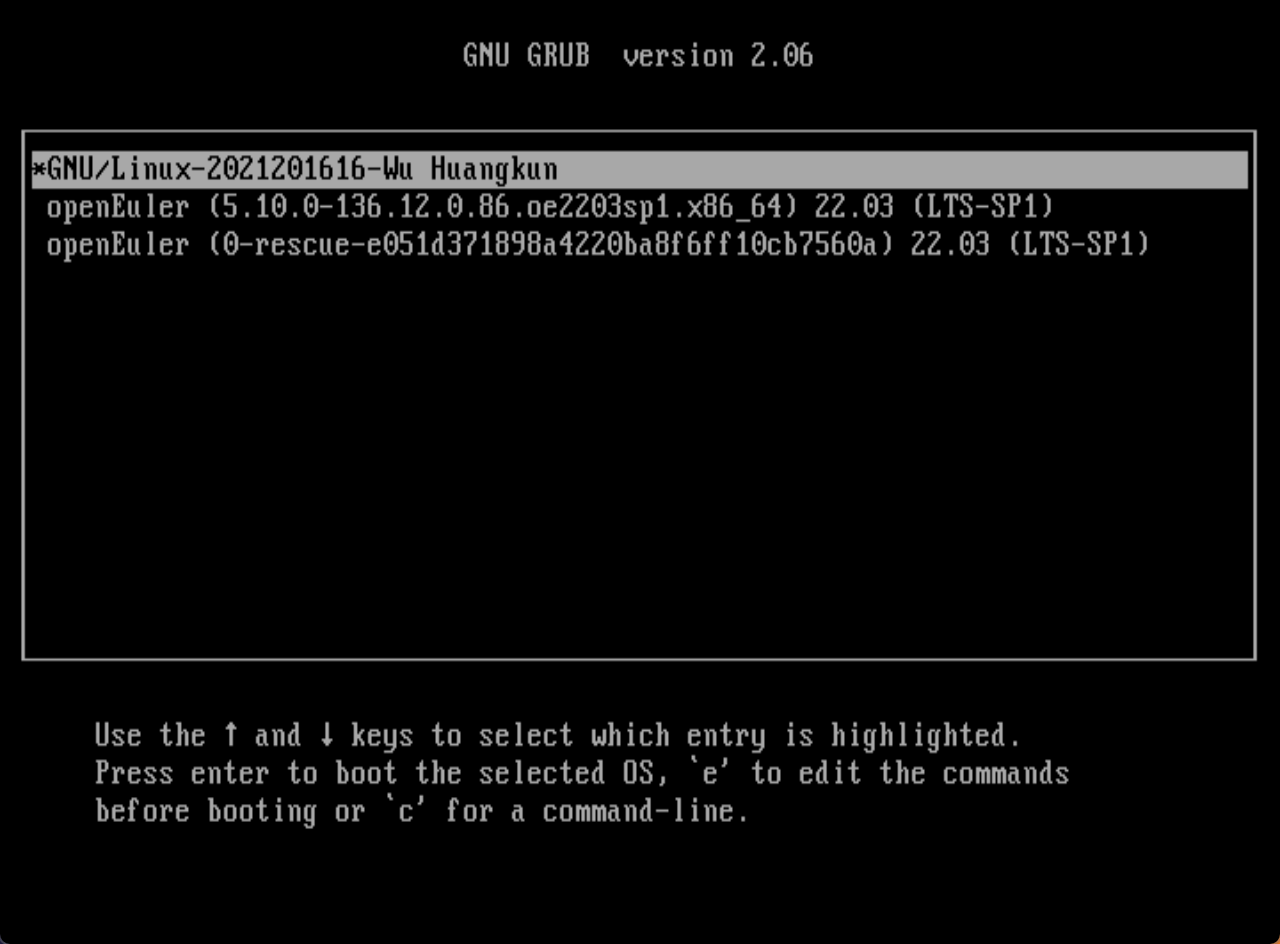 GNU GRUB  version 2.06
*GNU/Linux-2021201616-Wu Huangkun
openEuler (5.10.0-136.12.0.86.oe2203sp1.x86_64) 22.03 (LTS-SP1)
openEuler (0-rescue-e051d371898a4220ba8f6ff10cb7560a) 22.03 (LTS-SP1)
Use the ↑ and ↓ keys to select which entry is highlighted.
Press enter to boot the selected OS, `e' to edit the commands
before booting or `c' for a command-line.